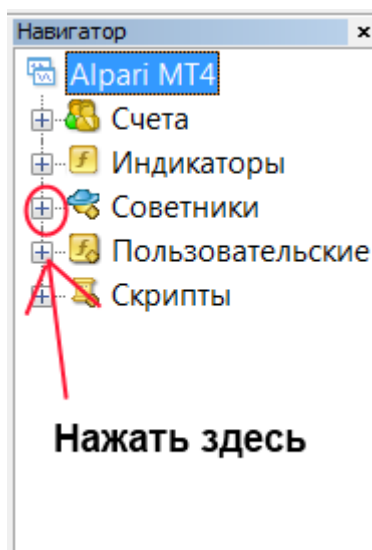 Навигатор
Alpari MT4
Счета
Индикаторы
Советники
Пользовательские
Скрипты
Нажать здесь